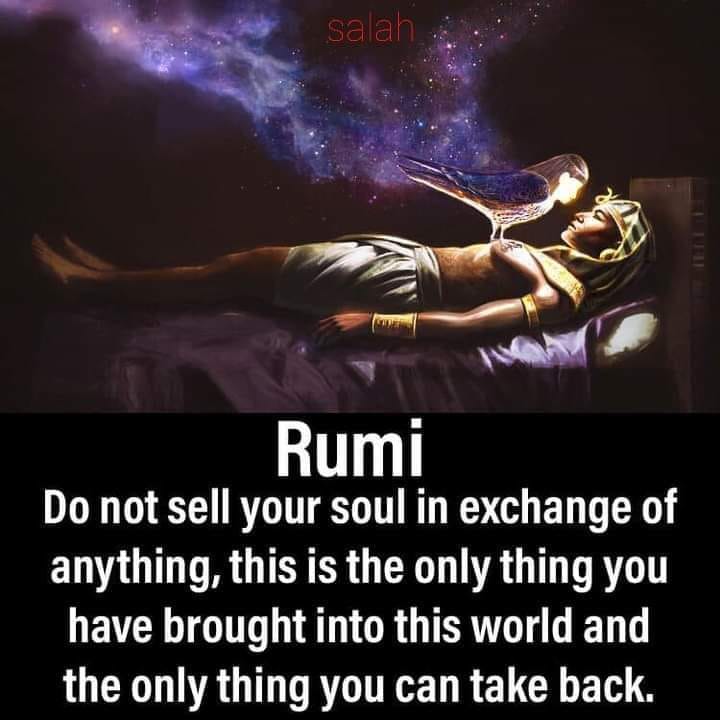 salah
Rumi
Do not sell your soul in exchange of
anything, this is the only thing you
have brought into this world and
the only thing you can take back.